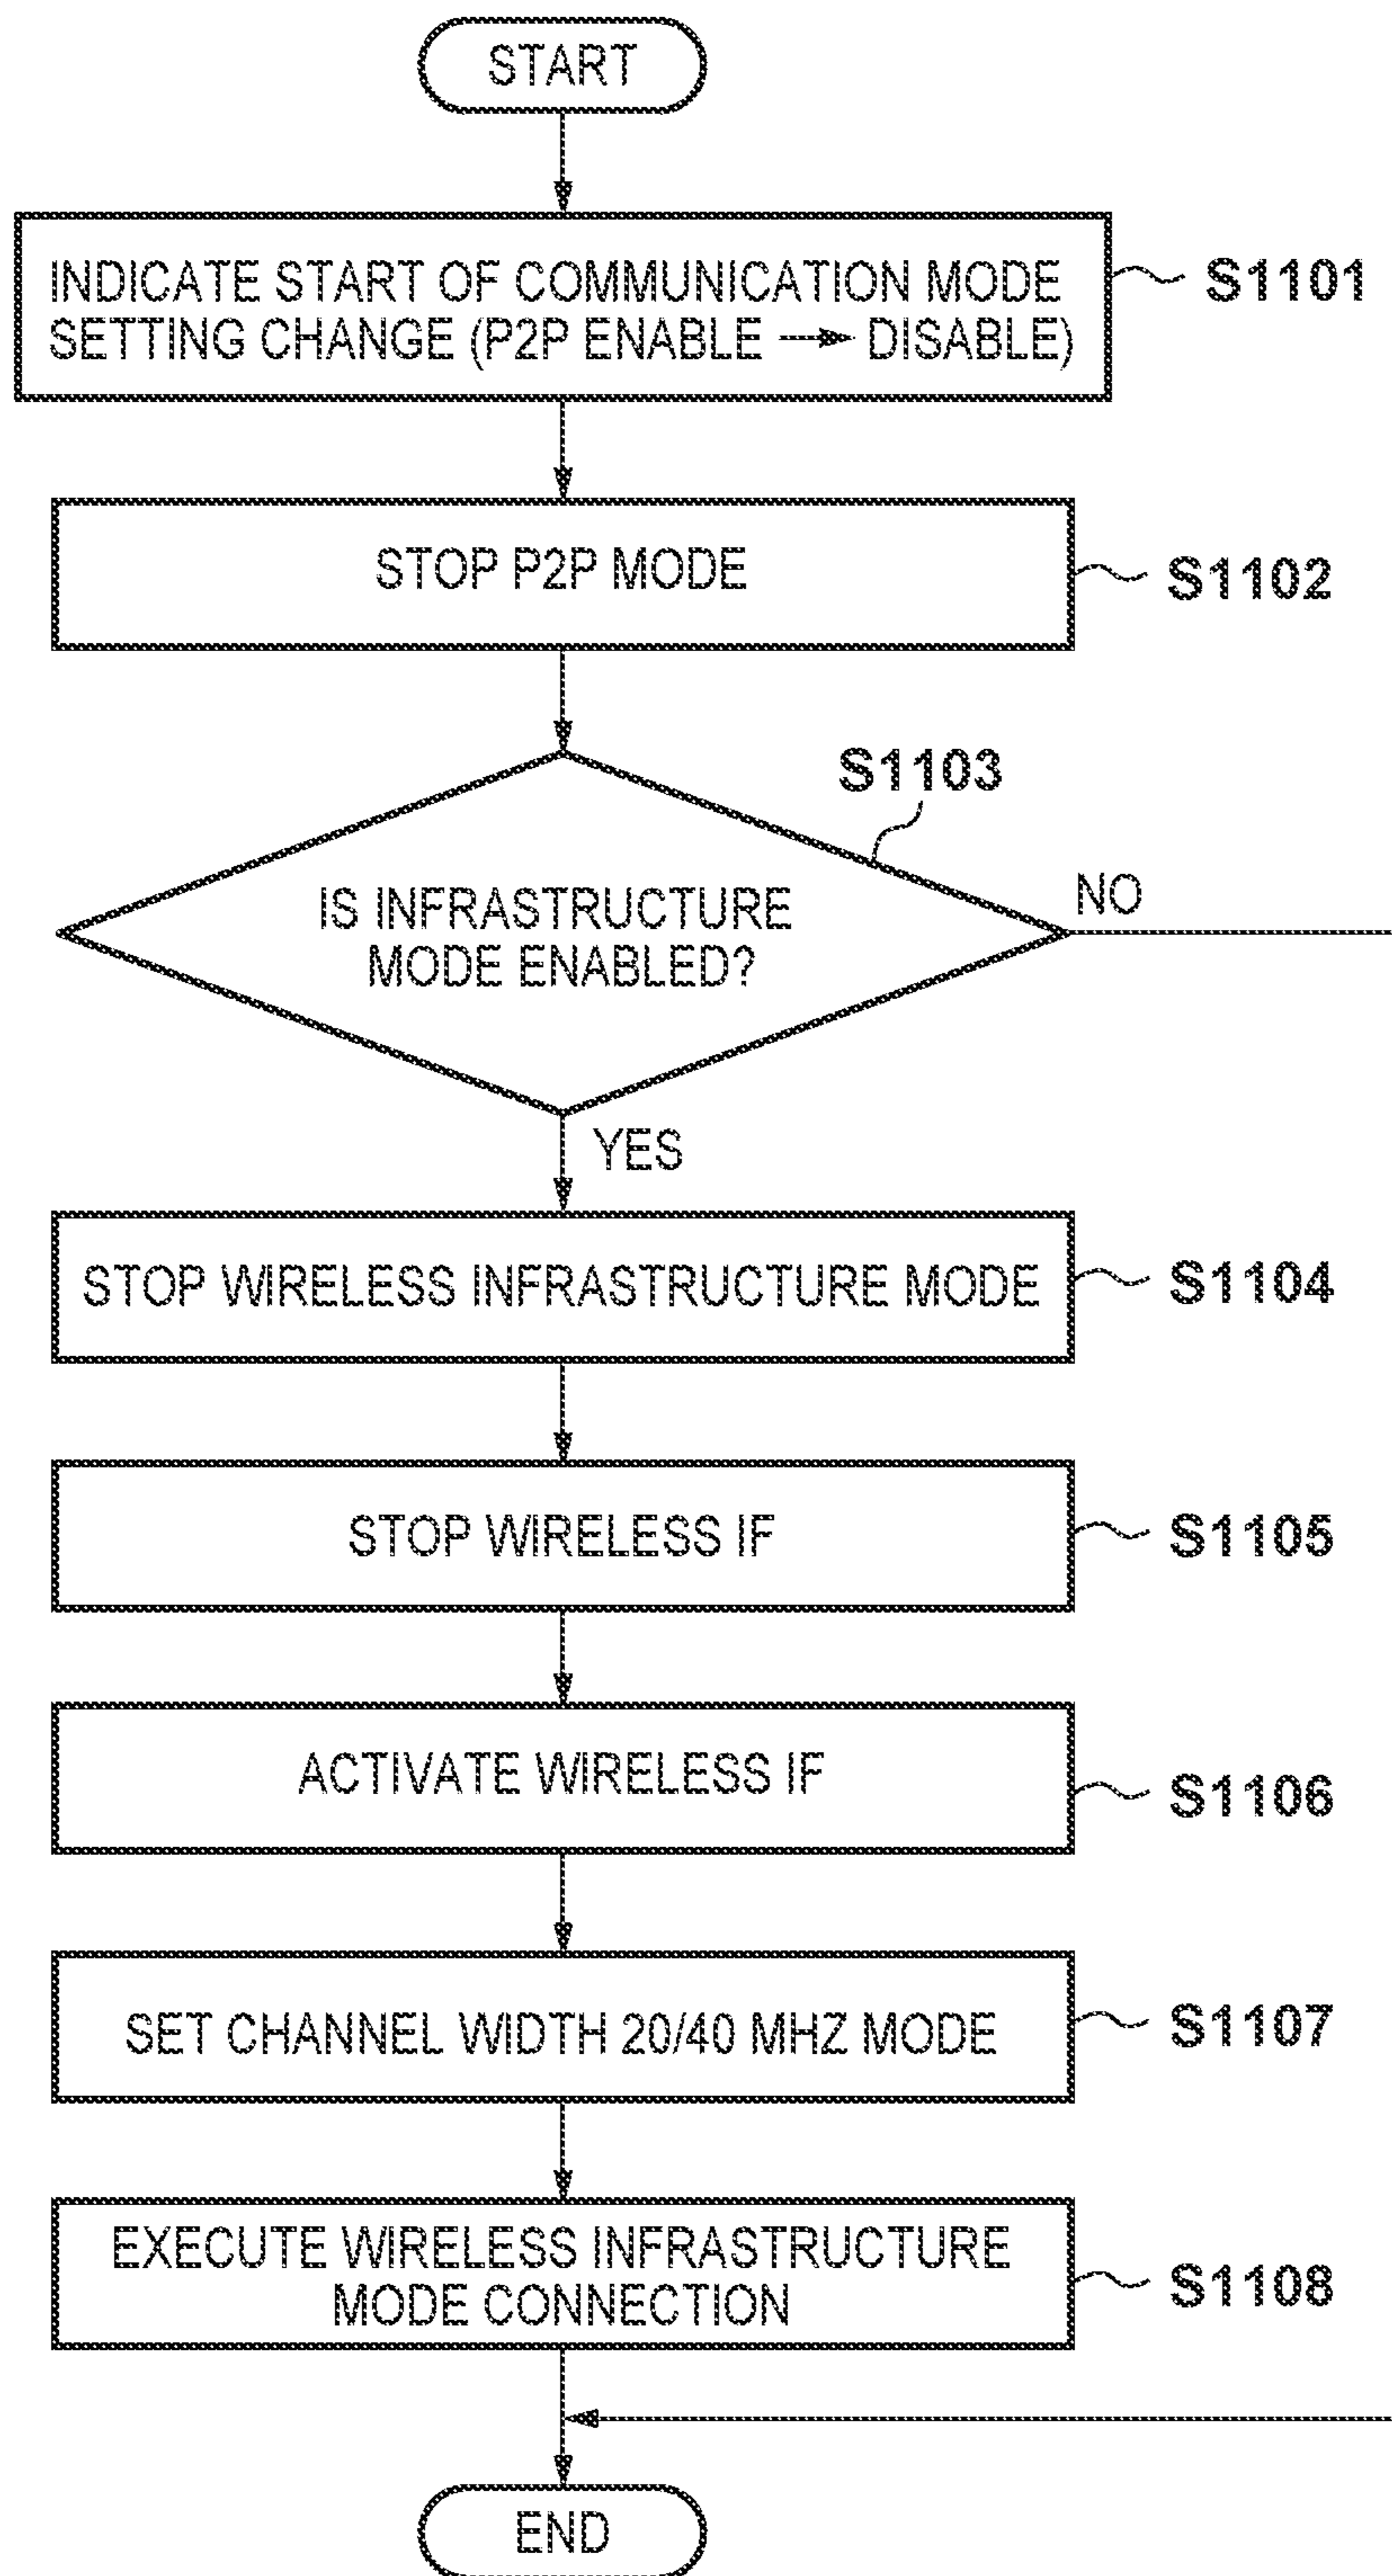 START
INDICATE START OF COMMUNICATION MODE
SETTING CHANGE (P2P ENABLE → DISABLE)
S1101
STOP P2P MODE
S1102
S1103
IS INFRASTRUCTURE
MODE ENABLED?
NO
YES
STOP WIRELESS INFRASTRUCTURE MODE
S1104
STOP WIRELESS IF
S1105
ACTIVATE WIRELESS IF
S1106
SET CHANNEL WIDTH 20/40 MHZ MODE
S1107
EXECUTE WIRELESS INFRASTRUCTURE
MODE CONNECTION
S1108
END